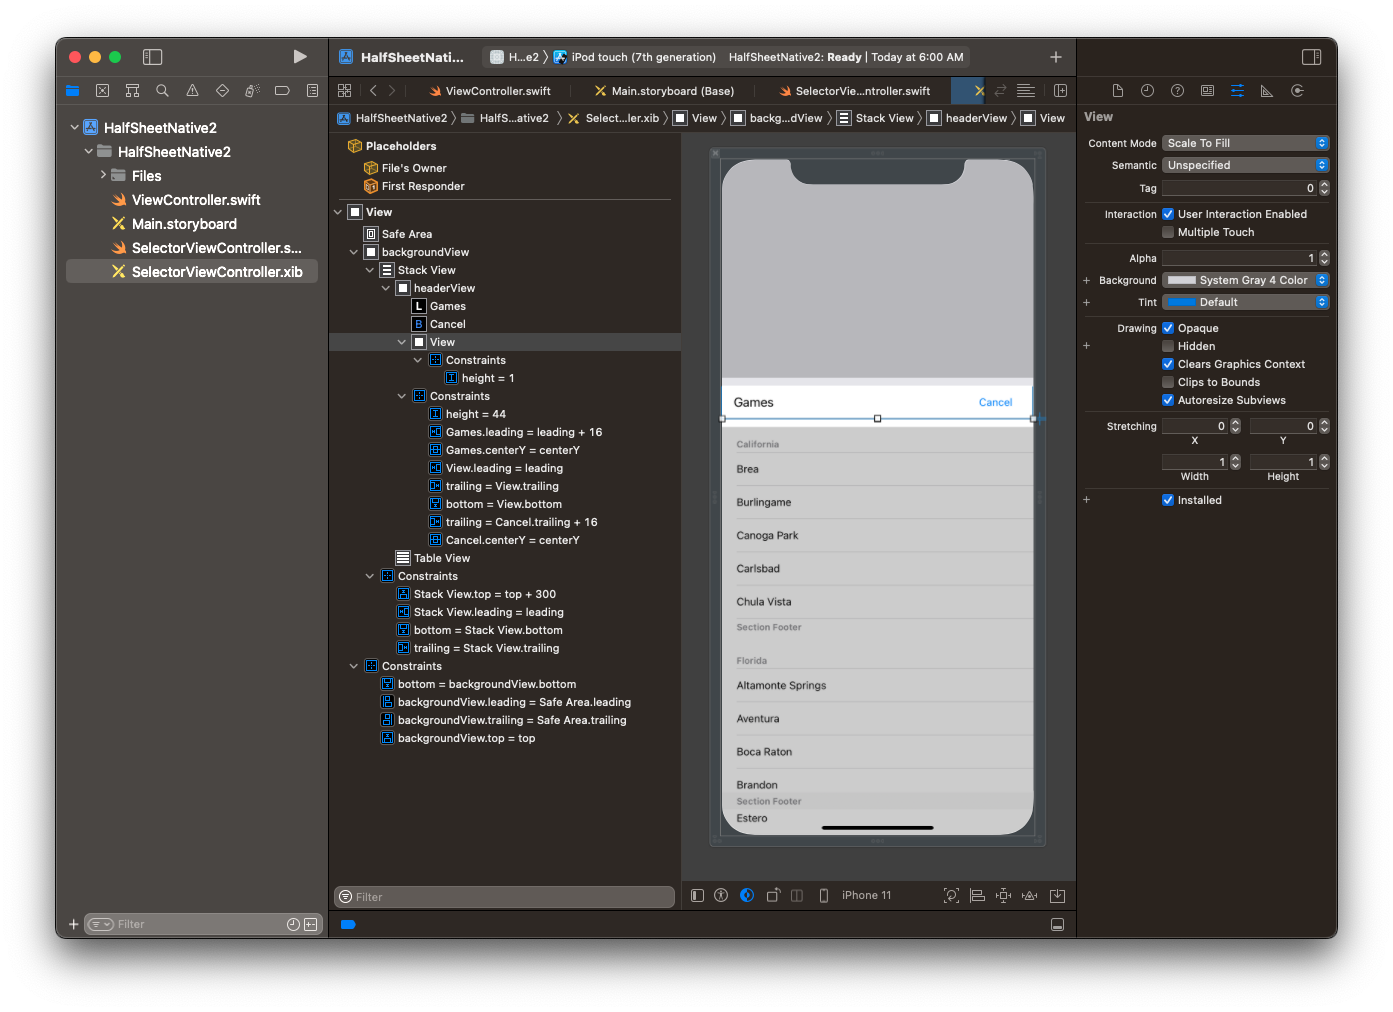 HalfSheetNati...
H...e2
iPod touch (7th generation)
HalfSheetNative2: Ready | Today at 6:00 AM
ViewController.swift
Main.storyboard (Base)
SelectorVie...ntroller.swift
HalfSheetNative2
HalfS...ative2
Select...ler.xib
View
backg...dView
Stack View
headerView
View
HalfSheetNative2
HalfSheetNative2
Files
ViewController.swift
Main.storyboard
SelectorViewController.s...
SelectorViewController.xib
Filter
Placeholders
File's Owner
First Responder
View
Safe Area
backgroundView
Stack View
headerView
L Games
B Cancel
View
Constraints
height = 1
Constraints
height = 44
Games.leading = leading + 16
Games.centerY = centerY
View.leading = leading
trailing = View.trailing
bottom = View.bottom
trailing = Cancel.trailing + 16
Cancel.centerY = centerY
Table View
Constraints
Stack View.top = top + 300
Stack View.leading = leading
bottom = Stack View.bottom
trailing = Stack View.trailing
Constraints
bottom = backgroundView.bottom
backgroundView.leading = Safe Area.leading
backgroundView.trailing = Safe Area.trailing
backgroundView.top = top
Filter
Games
Cancel
California
Brea
Burlingame
Canoga Park
Carlsbad
Chula Vista
Section Footer
Florida
Altamonte Springs
Aventura
Boca Raton
Brandon
Section Footer
Estero
iPhone 11
View
Content Mode Scale To Fill
Semantic Unspecified
Tag 0
Interaction User Interaction Enabled
Multiple Touch
Alpha 1
Background System Gray 4 Color
Tint Default
Drawing Opaque
Hidden
Clears Graphics Context
Clips to Bounds
Autoresize Subviews
Stretching 0 0
X Y
1 1
Width Height
Installed